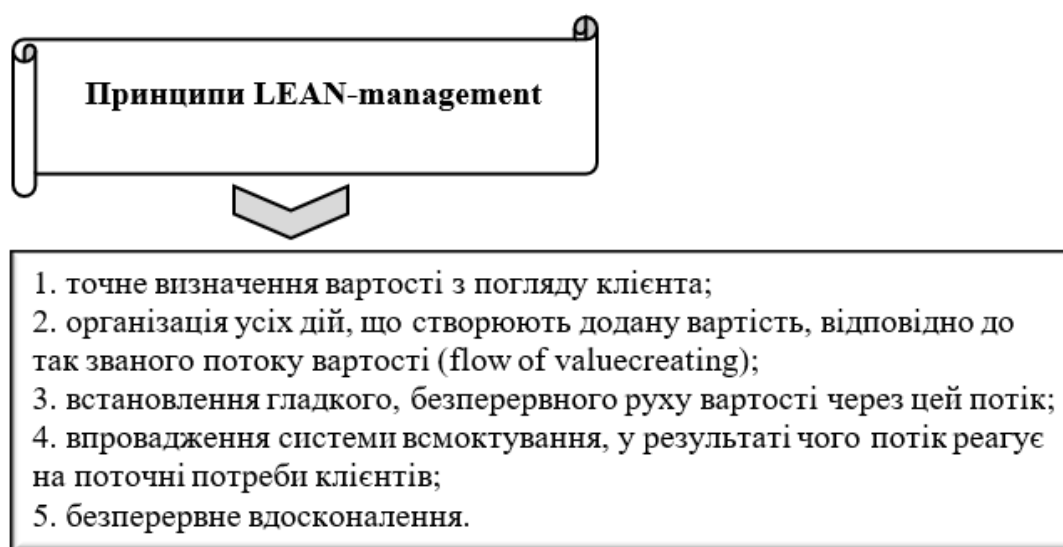 Принципи LEAN-management
1. точне визначення вартості з погляду клієнта;
2. організація усіх дій, що створюють додану вартість, відповідно до
так званого потоку вартості (flow of valuecreating);
3. встановлення гладкого, безперервного руху вартості через цей потік;
4. впровадження системи всмоктування, у результаті чого потік реагує
на поточні потреби клієнтів;
5. безперервне вдосконалення.